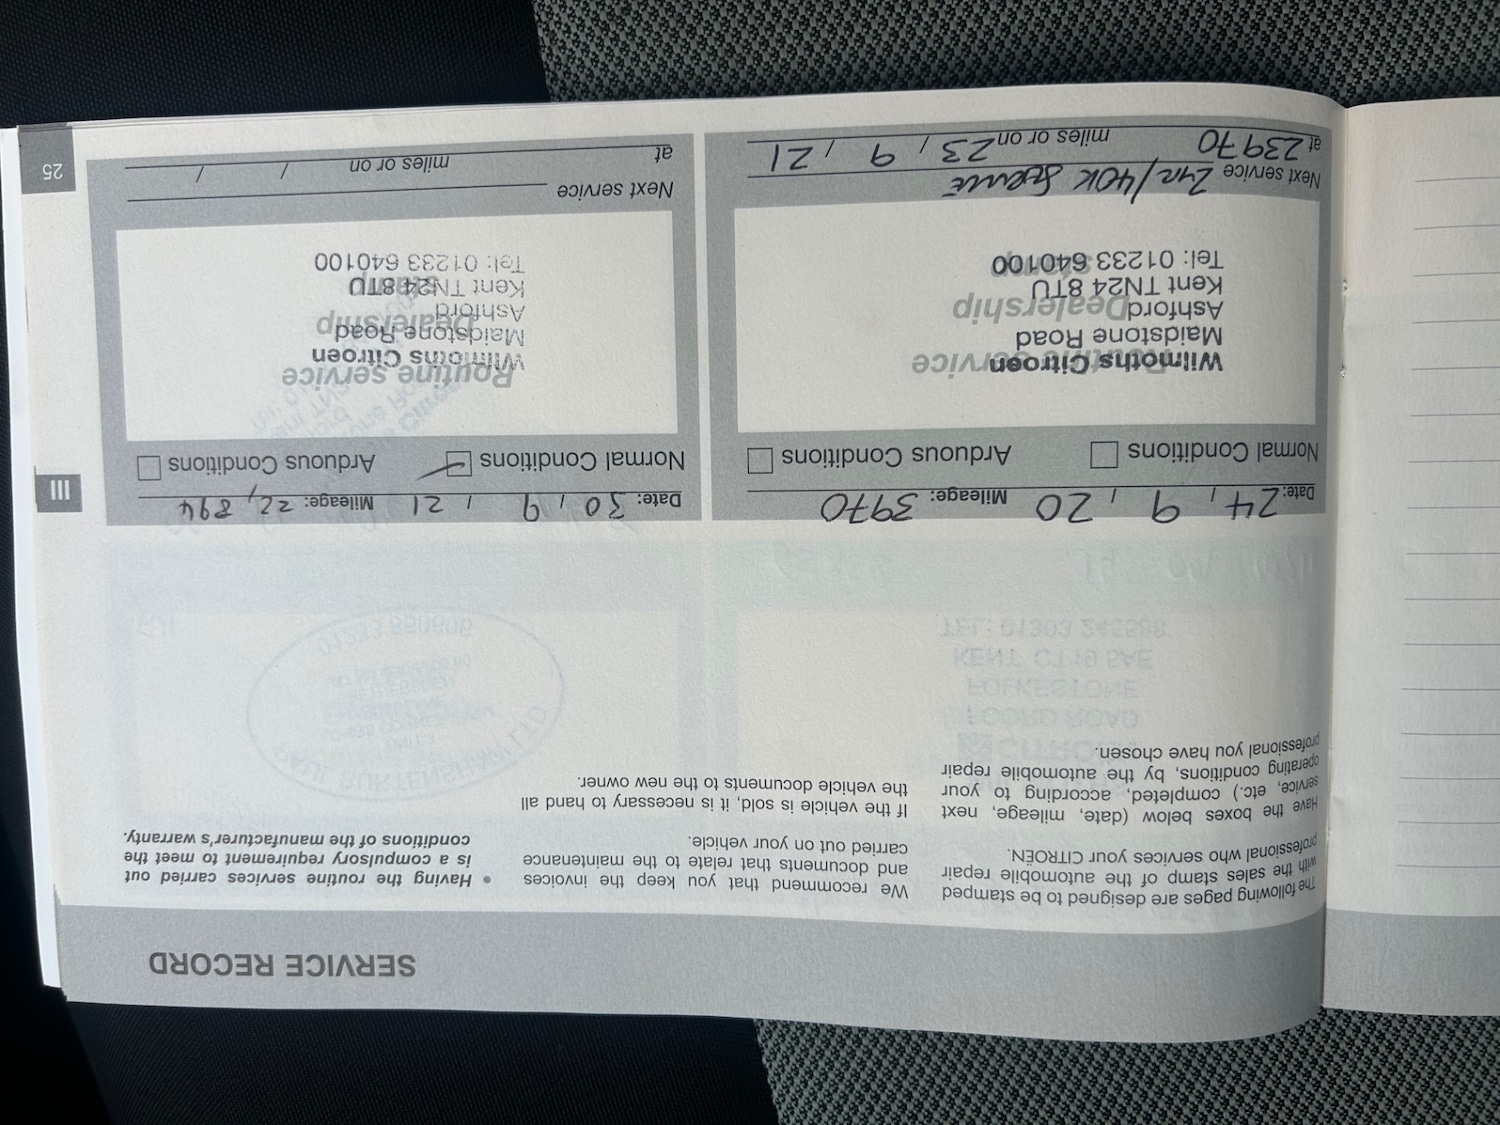 SERVICE RECORD
The following pages are designed to be stamped
with the sales stamp of the automobile repair
professional who services your CITROËN.
Have the boxes below (date, mileage, next
service, etc.) completed, according to your
operating conditions, by the automobile repair
professional you have chosen.
We recommend that you keep the invoices
and documents that relate to the maintenance
carried out on your vehicle.
If the vehicle is sold, it is necessary to hand all
the vehicle documents to the new owner.
• Having the routine services carried out
is a compulsory requirement to meet the
conditions of the manufacturer's warranty.
Date: 24 / 9 / 20 Mileage: 3970
Normal Conditions Arduous Conditions
Routine service
Dealership
stamp
Wilmoths Citroen
Maidstone Road
Ashford
Kent TN24 8TU
Tel: 01233 640100
Next service 2yr/40K Service
at 23970 miles or on 23 / 9 / 21
Date: 30 / 9 / 21 Mileage: 22,894
Normal Conditions Arduous Conditions
Routine service
Dealership
stamp
Wilmoths Citroen
Maidstone Road
Ashford
Kent TN24 8TU
Tel: 01233 640100
Next service
at miles or on / /
III
25